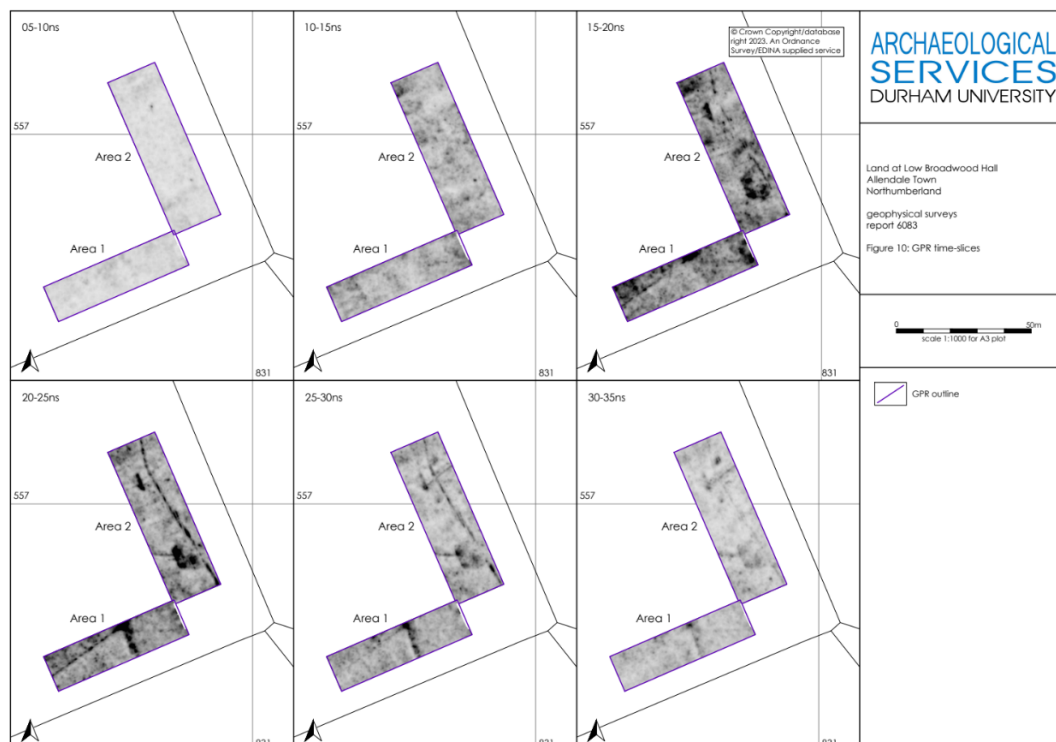 05-10ns
557
Area 2
Area 1
831
10-15ns
Area 2
Area 1
831
15-20ns
© Crown Copyright/database
right 2023. An Ordnance
Survey/EDINA supplied service
557
Area 2
Area 1
831
ARCHAEOLOGICAL
SERVICES
DURHAM UNIVERSITY
Land at Low Broadwood Hall
Allendale Town
Northumberland
geophysical surveys
report 6083
Figure 10: GPR time-slices
0
50m
scale 1:1000 for A3 plot
GPR outline
20-25ns
557
Area 2
Area 1
831
25-30ns
557
Area 2
Area 1
831
30-35ns
557
Area 2
Area 1
831